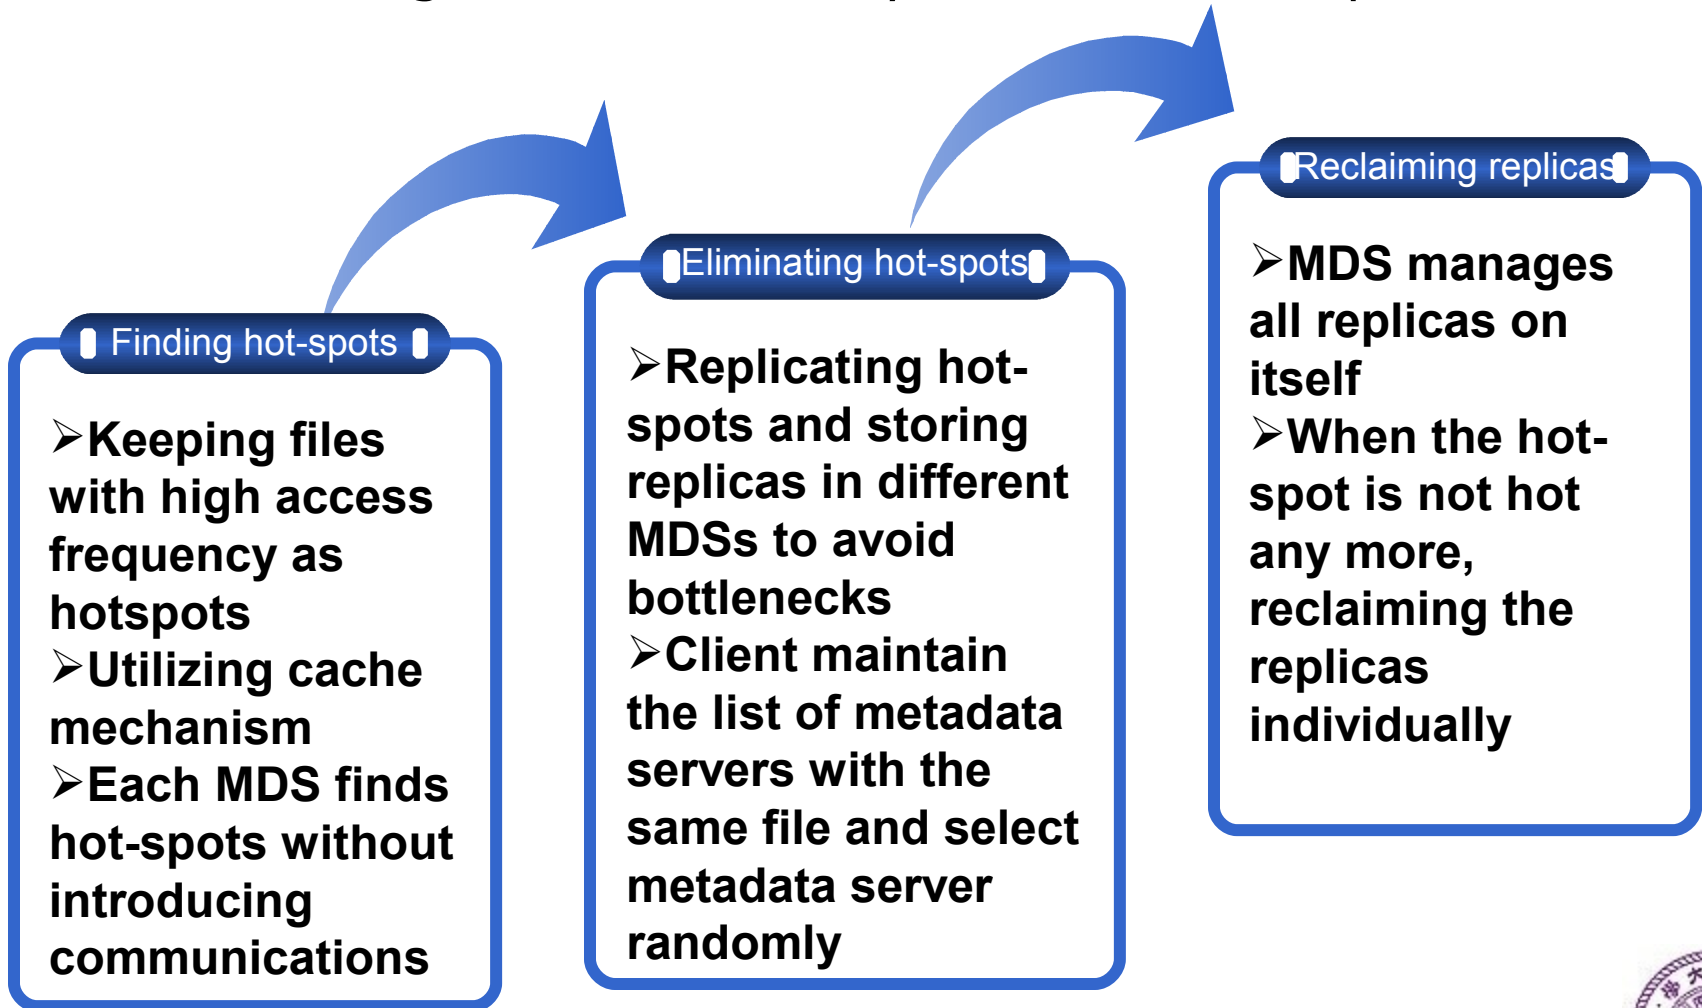 Finding hot-spots
➢Keeping files
with high access
frequency as
hotspots
➢Utilizing cache
mechanism
➢Each MDS finds
hot-spots without
introducing
communications
Eliminating hot-spots
➢Replicating hot-
spots and storing
replicas in different
MDSs to avoid
bottlenecks
➢Client maintain
the list of metadata
servers with the
same file and select
metadata server
randomly
Reclaiming replicas
➢MDS manages
all replicas on
itself
➢When the hot-
spot is not hot
any more,
reclaiming the
replicas
individually